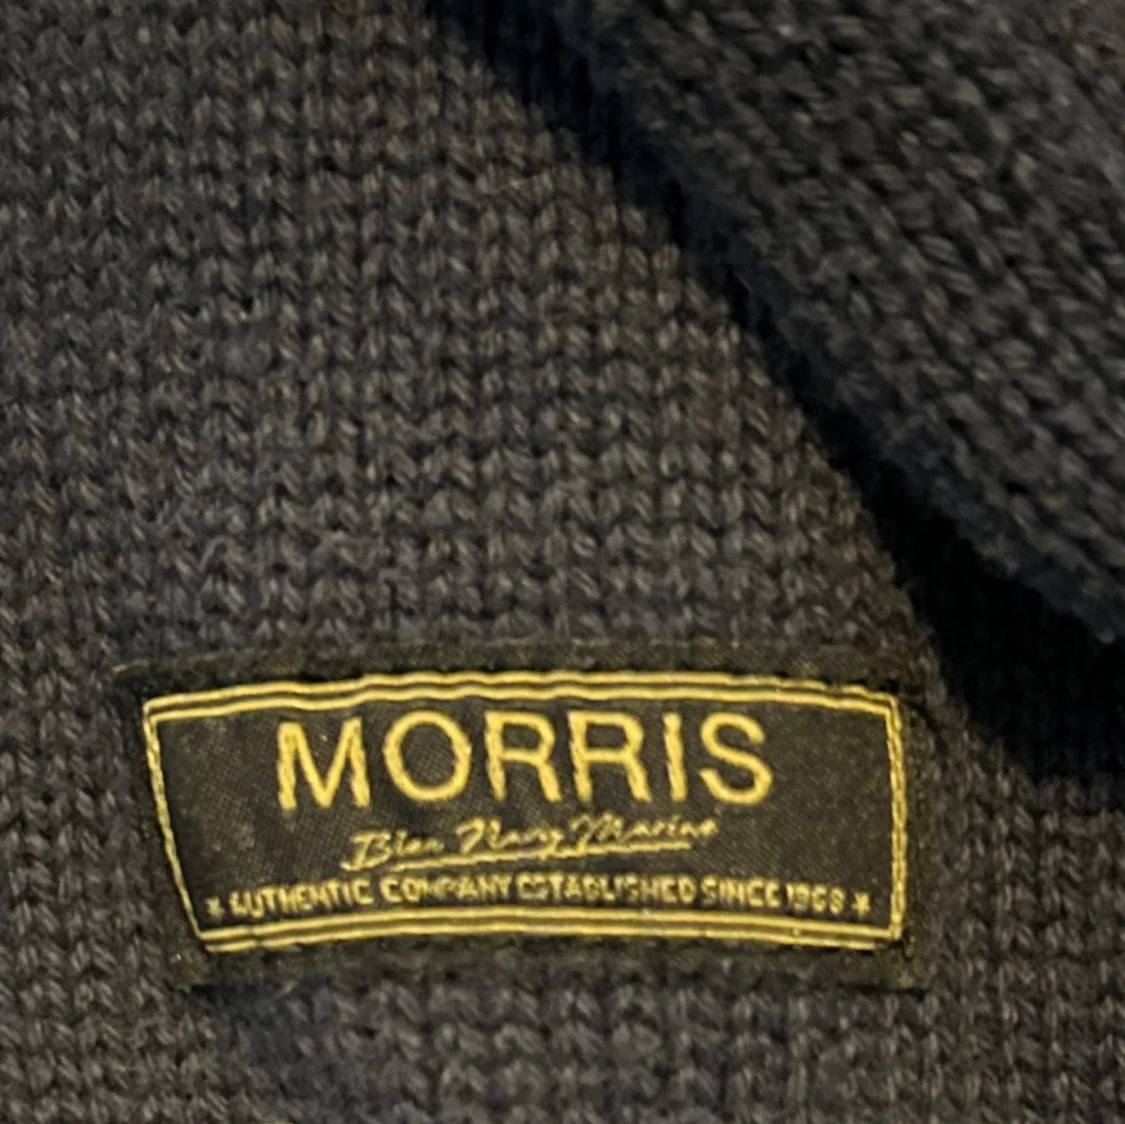 MORRIS
Bleu Navy Marine
* AUTHENTIC COMPANY ESTABLISHED SINCE 1968 *